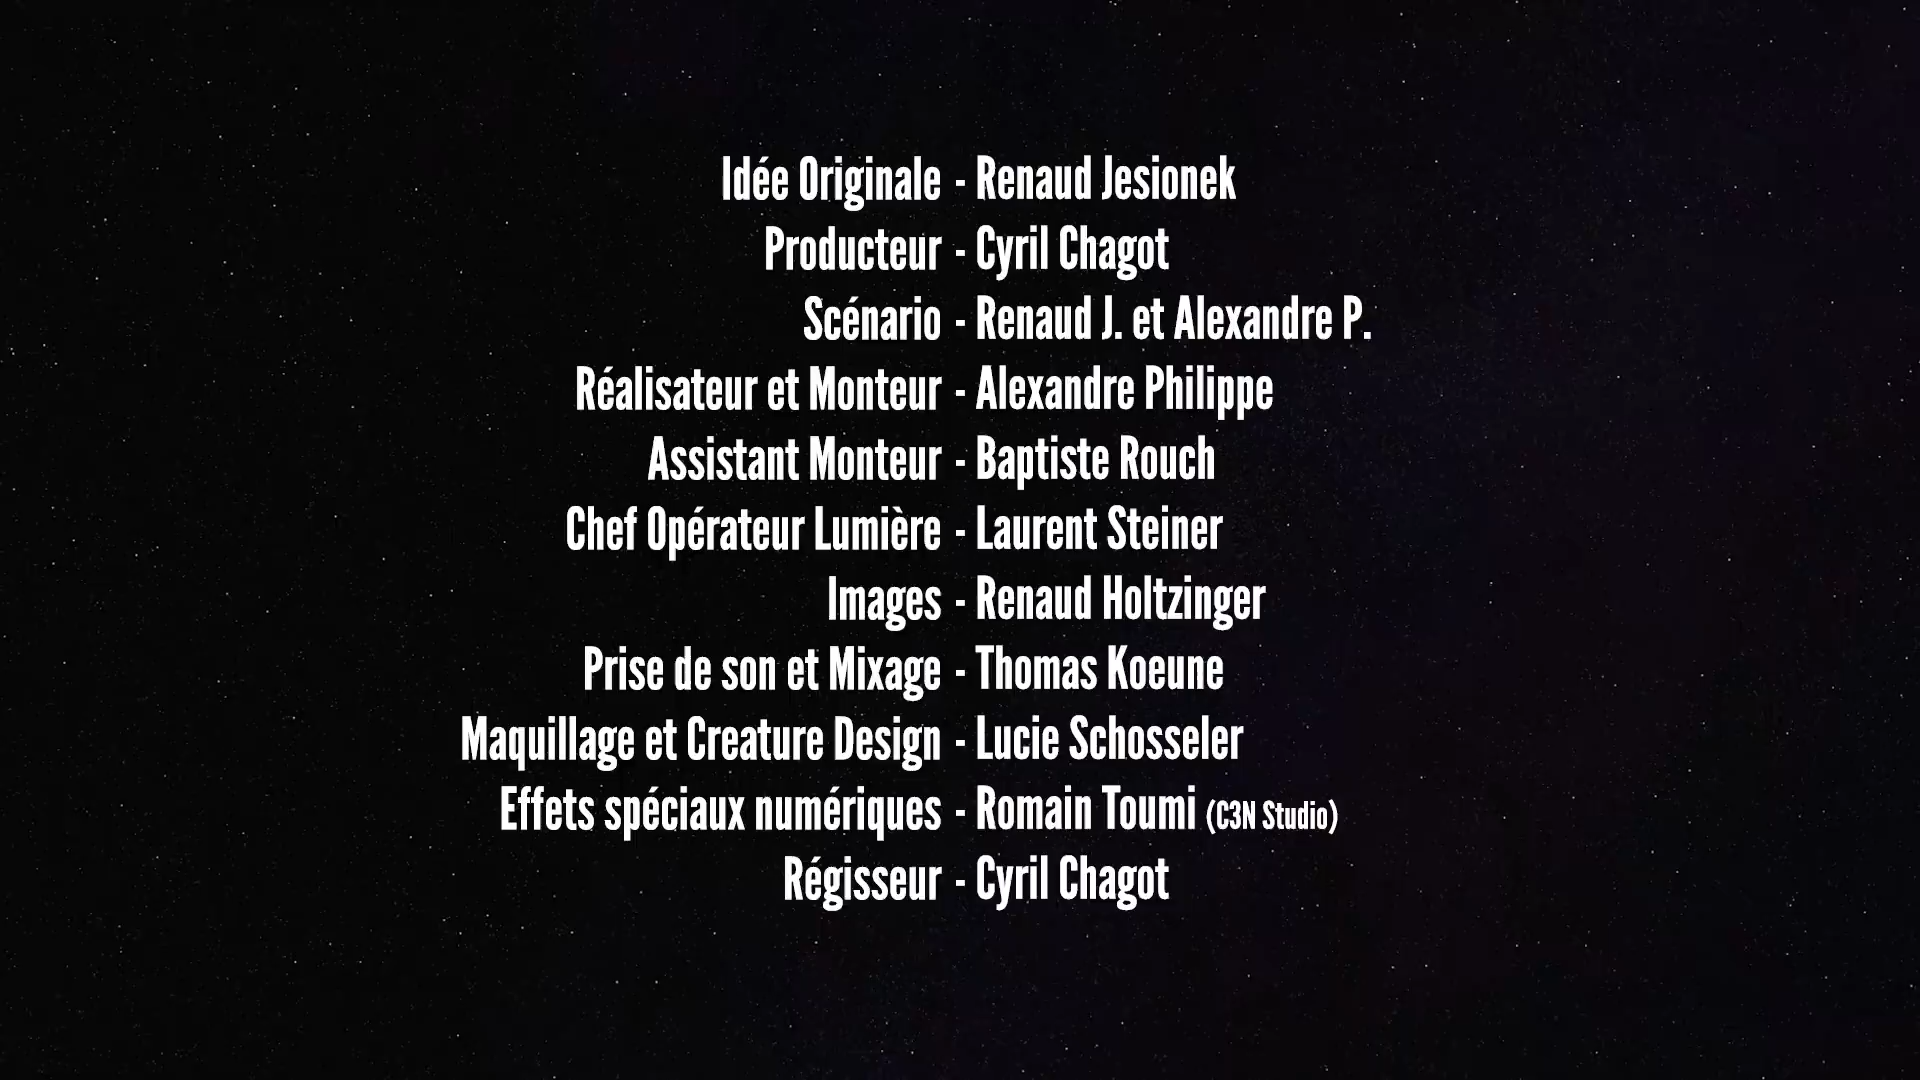 Idée Originale - Renaud Jesionek
Producteur - Cyril Chagot
Scénario - Renaud J. et Alexandre P.
Réalisateur et Monteur - Alexandre Philippe
Assistant Monteur - Baptiste Rouch
Chef Opérateur Lumière - Laurent Steiner
Images - Renaud Holtzinger
Prise de son et Mixage - Thomas Koeune
Maquillage et Creature Design - Lucie Schosseler
Effets spéciaux numériques - Romain Toumi (C3N Studio)
Régisseur - Cyril Chagot